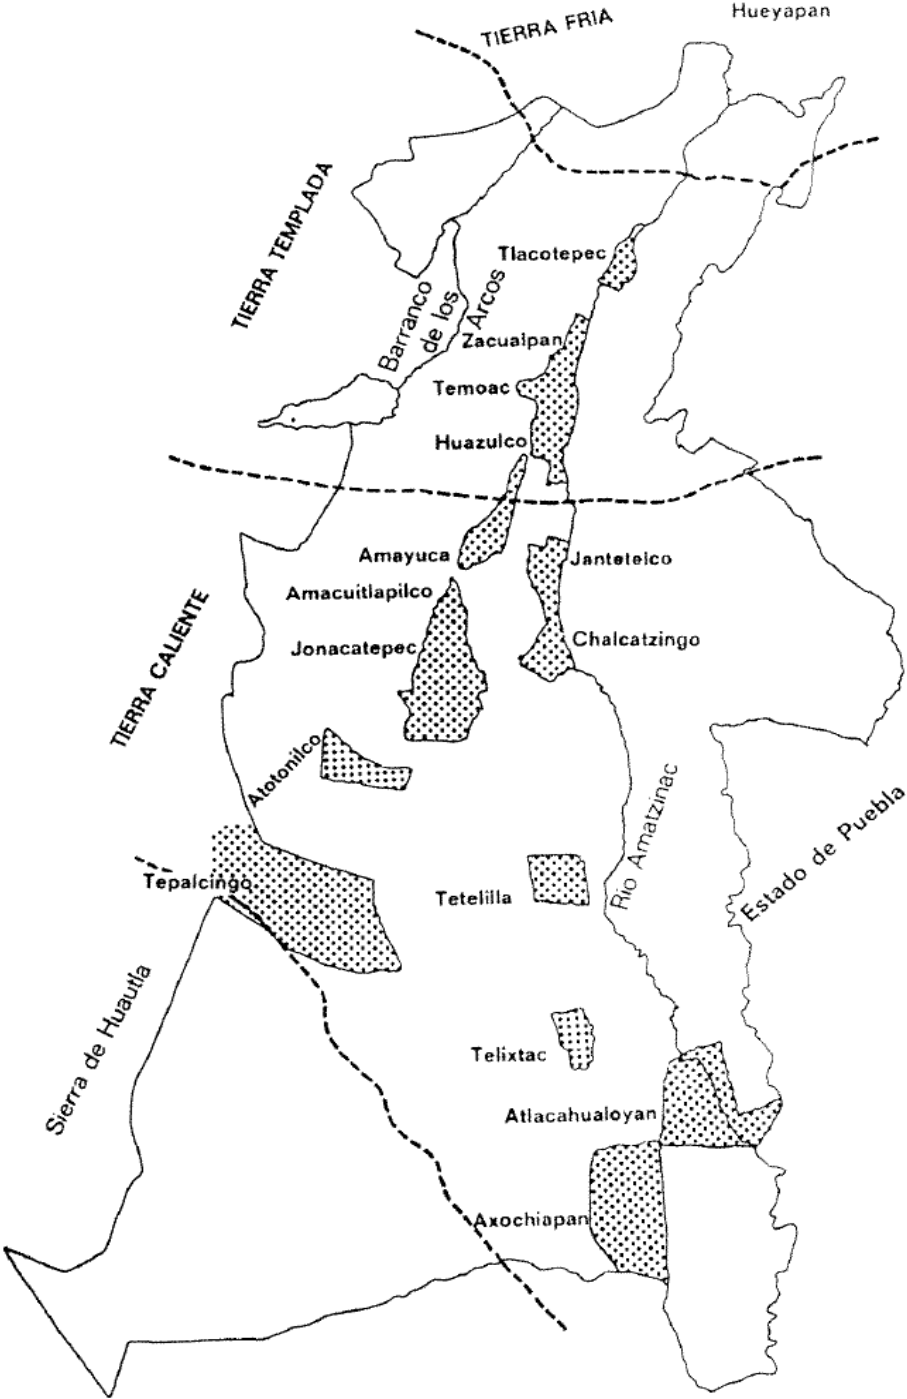 Hueyapan
TIERRA FRIA
TIERRA TEMPLADA
Tlacotepec
Barranco
de los
Arcos
Zacualpan
Temoac
Huazulco
Amayuca
Jantetelco
Amacuitlapilco
TIERRA CALIENTE
Jonacatepec
Chalcatzingo
Atotonilco
Rio Amatzinac
Estado de Puebla
Tepalcingo
Tetelilla
Sierra de Huautla
Telixtac
Atlacahualoyan
Axochiapan